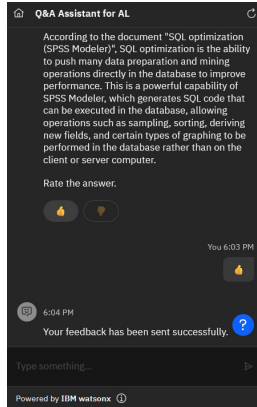 Q&A Assistant for AL
According to the document "SQL optimization
(SPSS Modeler)", SQL optimization is the ability
to push many data preparation and mining
operations directly in the database to improve
performance. This is a powerful capability of
SPSS Modeler, which generates SQL code that
can be executed in the database, allowing
operations such as sampling, sorting, deriving
new fields, and certain types of graphing to be
performed in the database rather than on the
client or server computer.
Rate the answer.
You 6:03 PM
6:04 PM
Your feedback has been sent successfully.
?
Type something...
Powered by IBM watsonx